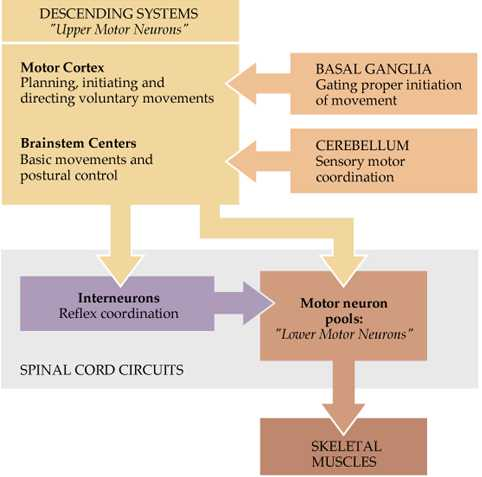 DESCENDING SYSTEMS
"Upper Motor Neurons"
Motor Cortex
Planning, initiating and
directing voluntary movements
Brainstem Centers
Basic movements and
postural control
BASAL GANGLIA
Gating proper initiation
of movement
CEREBELLUM
Sensory motor
coordination
Interneurons
Reflex coordination
Motor neuron
pools:
"Lower Motor Neurons"
SPINAL CORD CIRCUITS
SKELETAL
MUSCLES